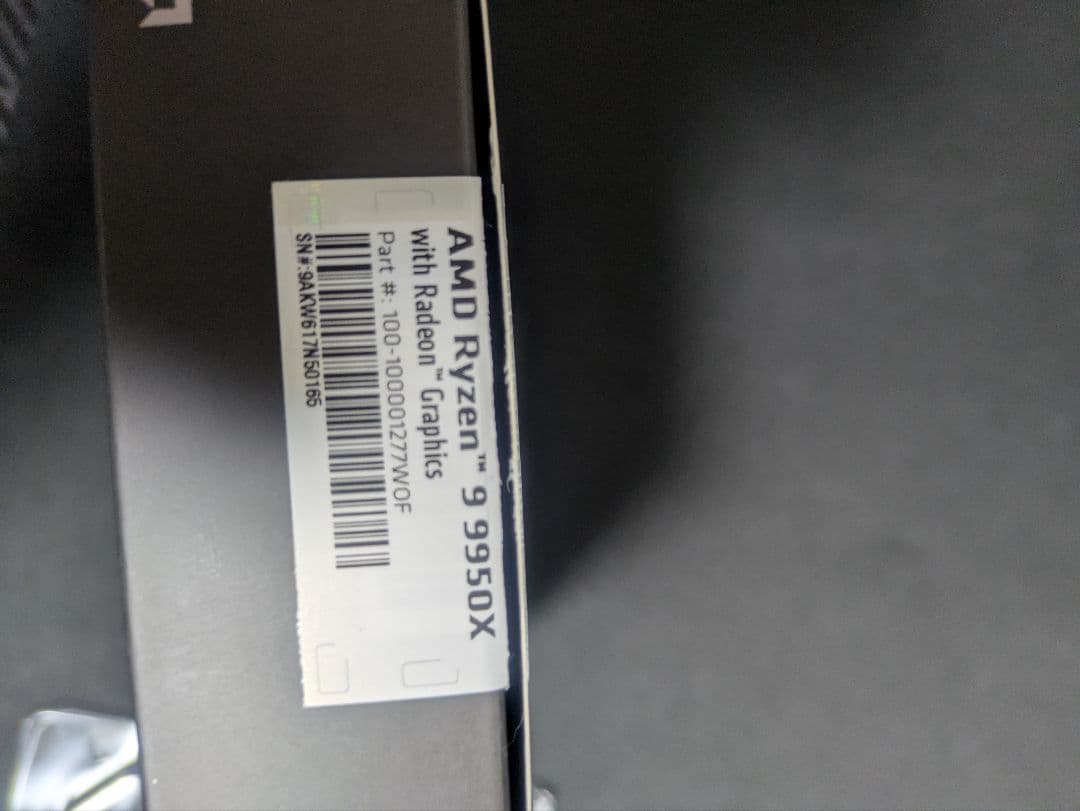 AMD Ryzen™ 9 9950X
with Radeon™ Graphics
Part #: 100-100001277WOF
SN#:9AKW617N50165